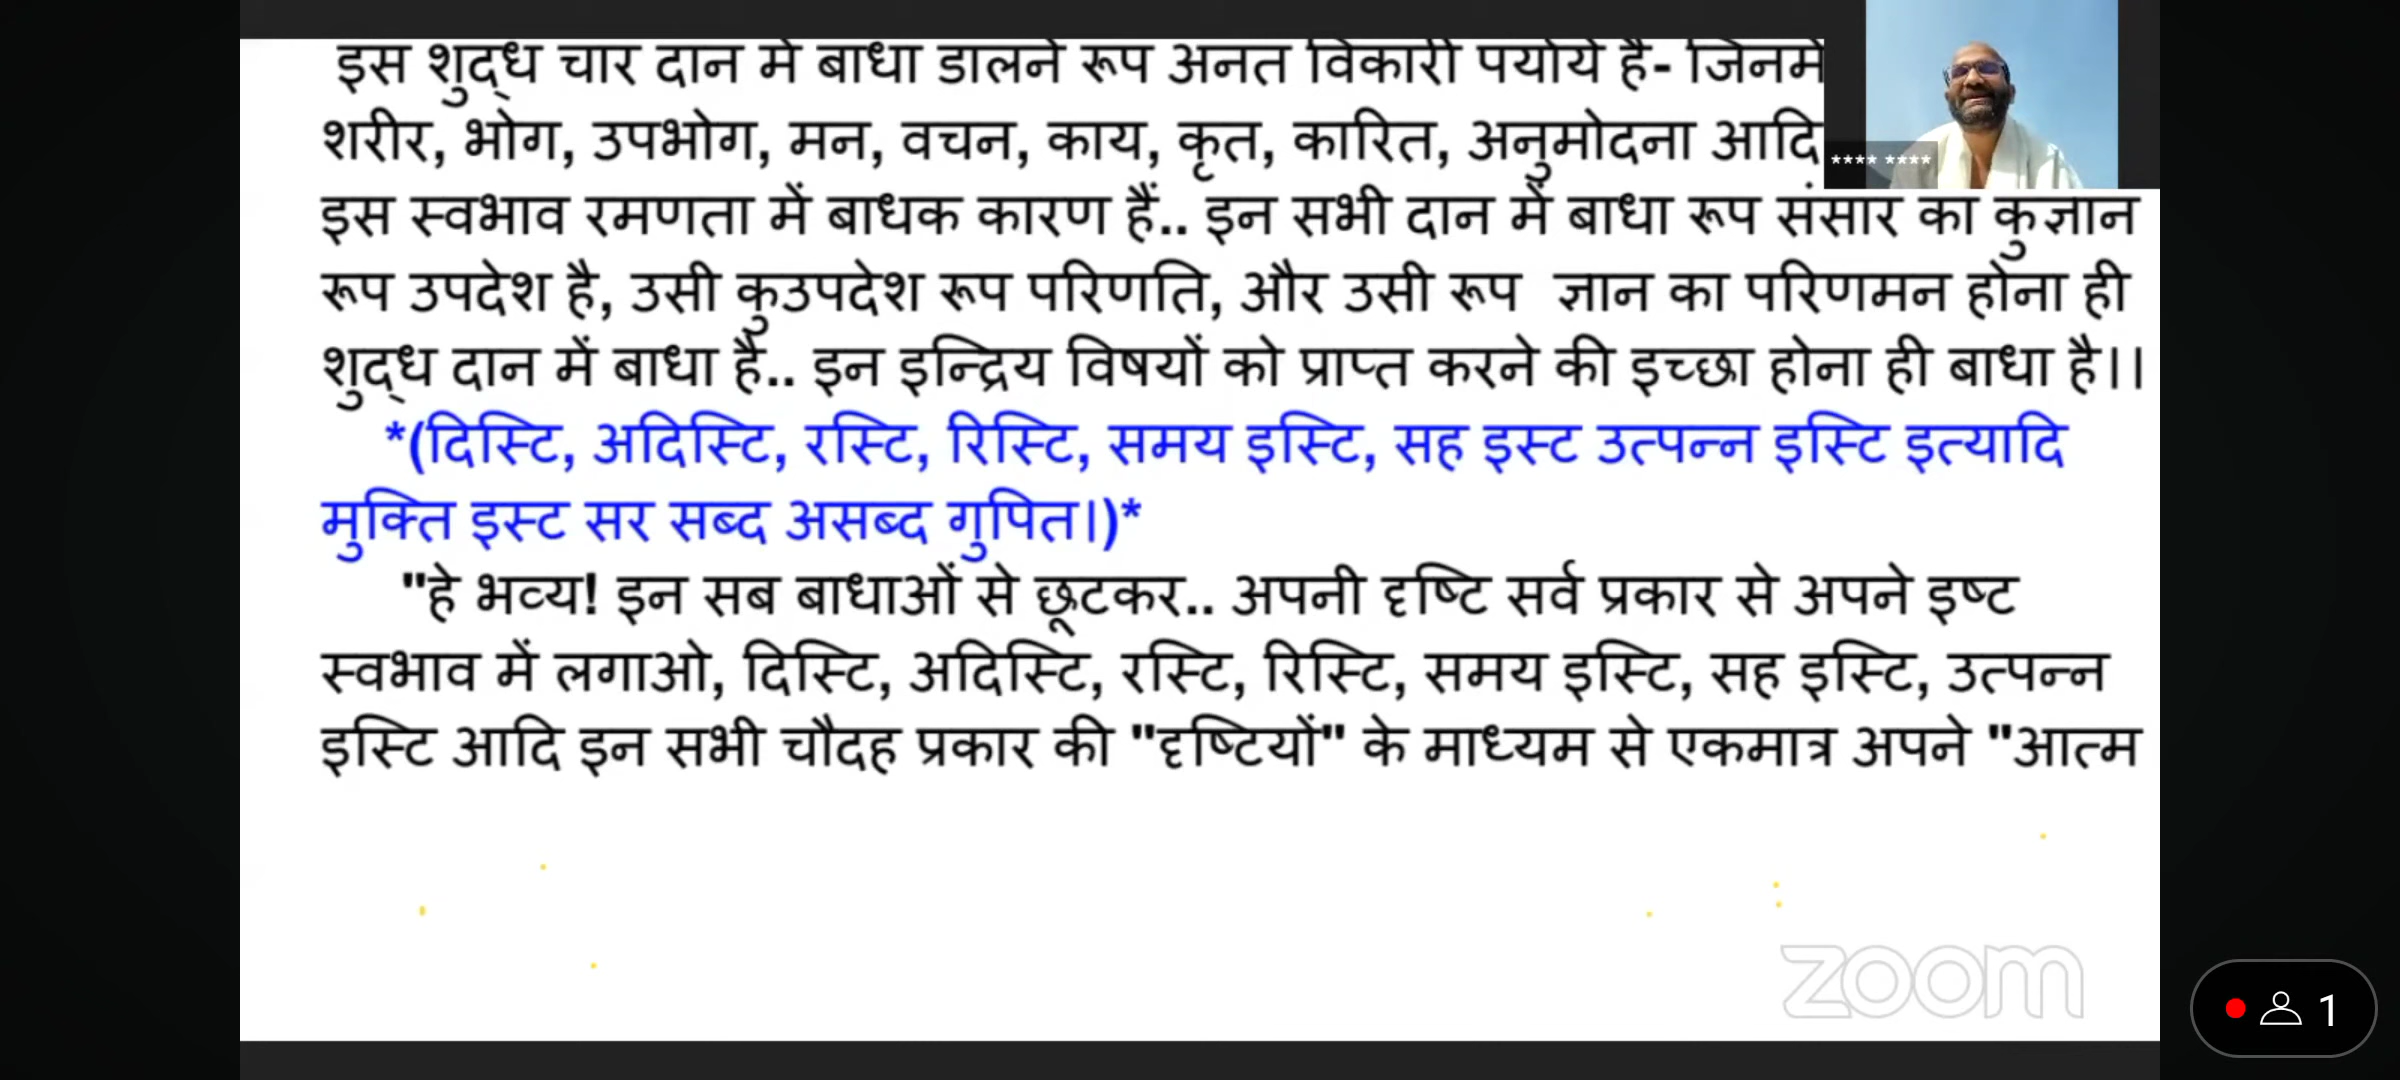 इस शुद्ध चार दान में बाधा डालने रूप अनंत विकारी पर्यायें हैं- जिनमें
शरीर, भोग, उपभोग, मन, वचन, काय, कृत, कारित, अनुमोदना आदि
**** ****
इस स्वभाव रमणता में बाधक कारण हैं.. इन सभी दान में बाधा रूप संसार का कुज्ञान
रूप उपदेश है, उसी कुउपदेश रूप परिणति, और उसी रूप ज्ञान का परिणमन होना ही
शुद्ध दान में बाधा है.. इन इन्द्रिय विषयों को प्राप्त करने की इच्छा होना ही बाधा है।।
*(दिस्टि, अदिस्टि, रस्टि, रिस्टि, समय इस्टि, सह इस्ट उत्पन्न इस्टि इत्यादि
मुक्ति इस्ट सर सब्द असब्द गुपित।)*
"हे भव्य! इन सब बाधाओं से छूटकर.. अपनी दृष्टि सर्व प्रकार से अपने इष्ट
स्वभाव में लगाओ, दिस्टि, अदिस्टि, रस्टि, रिस्टि, समय इस्टि, सह इस्टि, उत्पन्न
इस्टि आदि इन सभी चौदह प्रकार की "दृष्टियों" के माध्यम से एकमात्र अपने "आत्म
zoom
1